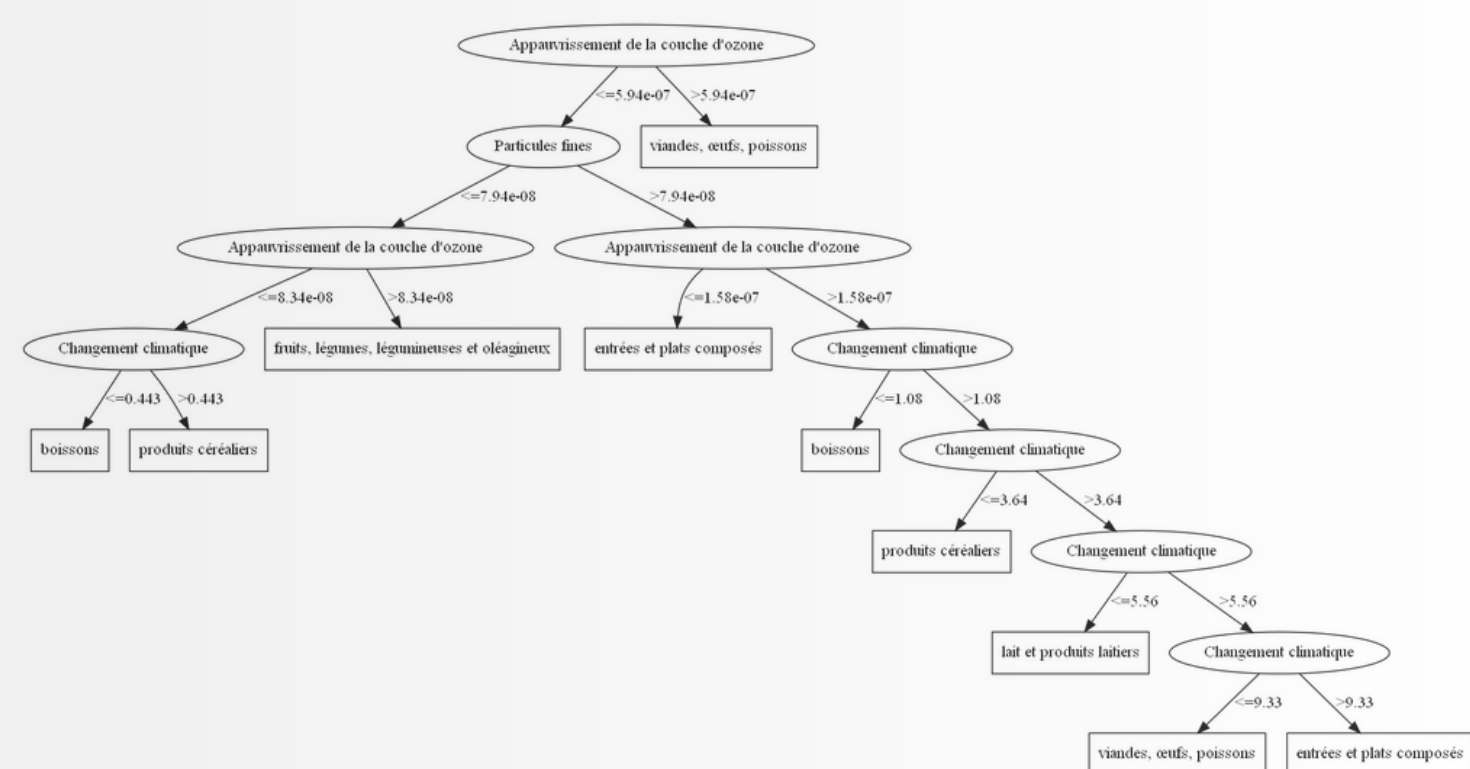 Appauvrissement de la couche d'ozone
<=5.94e-07 >5.94e-07
Particules fines viandes, œufs, poissons
<=7.94e-08 >7.94e-08
Appauvrissement de la couche d'ozone Appauvrissement de la couche d'ozone
<=8.34e-08 >8.34e-08 <=1.58e-07 >1.58e-07
Changement climatique fruits, légumes, légumineuses et oléagineux entrées et plats composés Changement climatique
<=0.443 >0.443 <=1.08 >1.08
boissons produits céréaliers boissons Changement climatique
<=3.64 >3.64
produits céréaliers Changement climatique
<=5.56 >5.56
lait et produits laitiers Changement climatique
<=9.33 >9.33
viandes, œufs, poissons entrées et plats composés